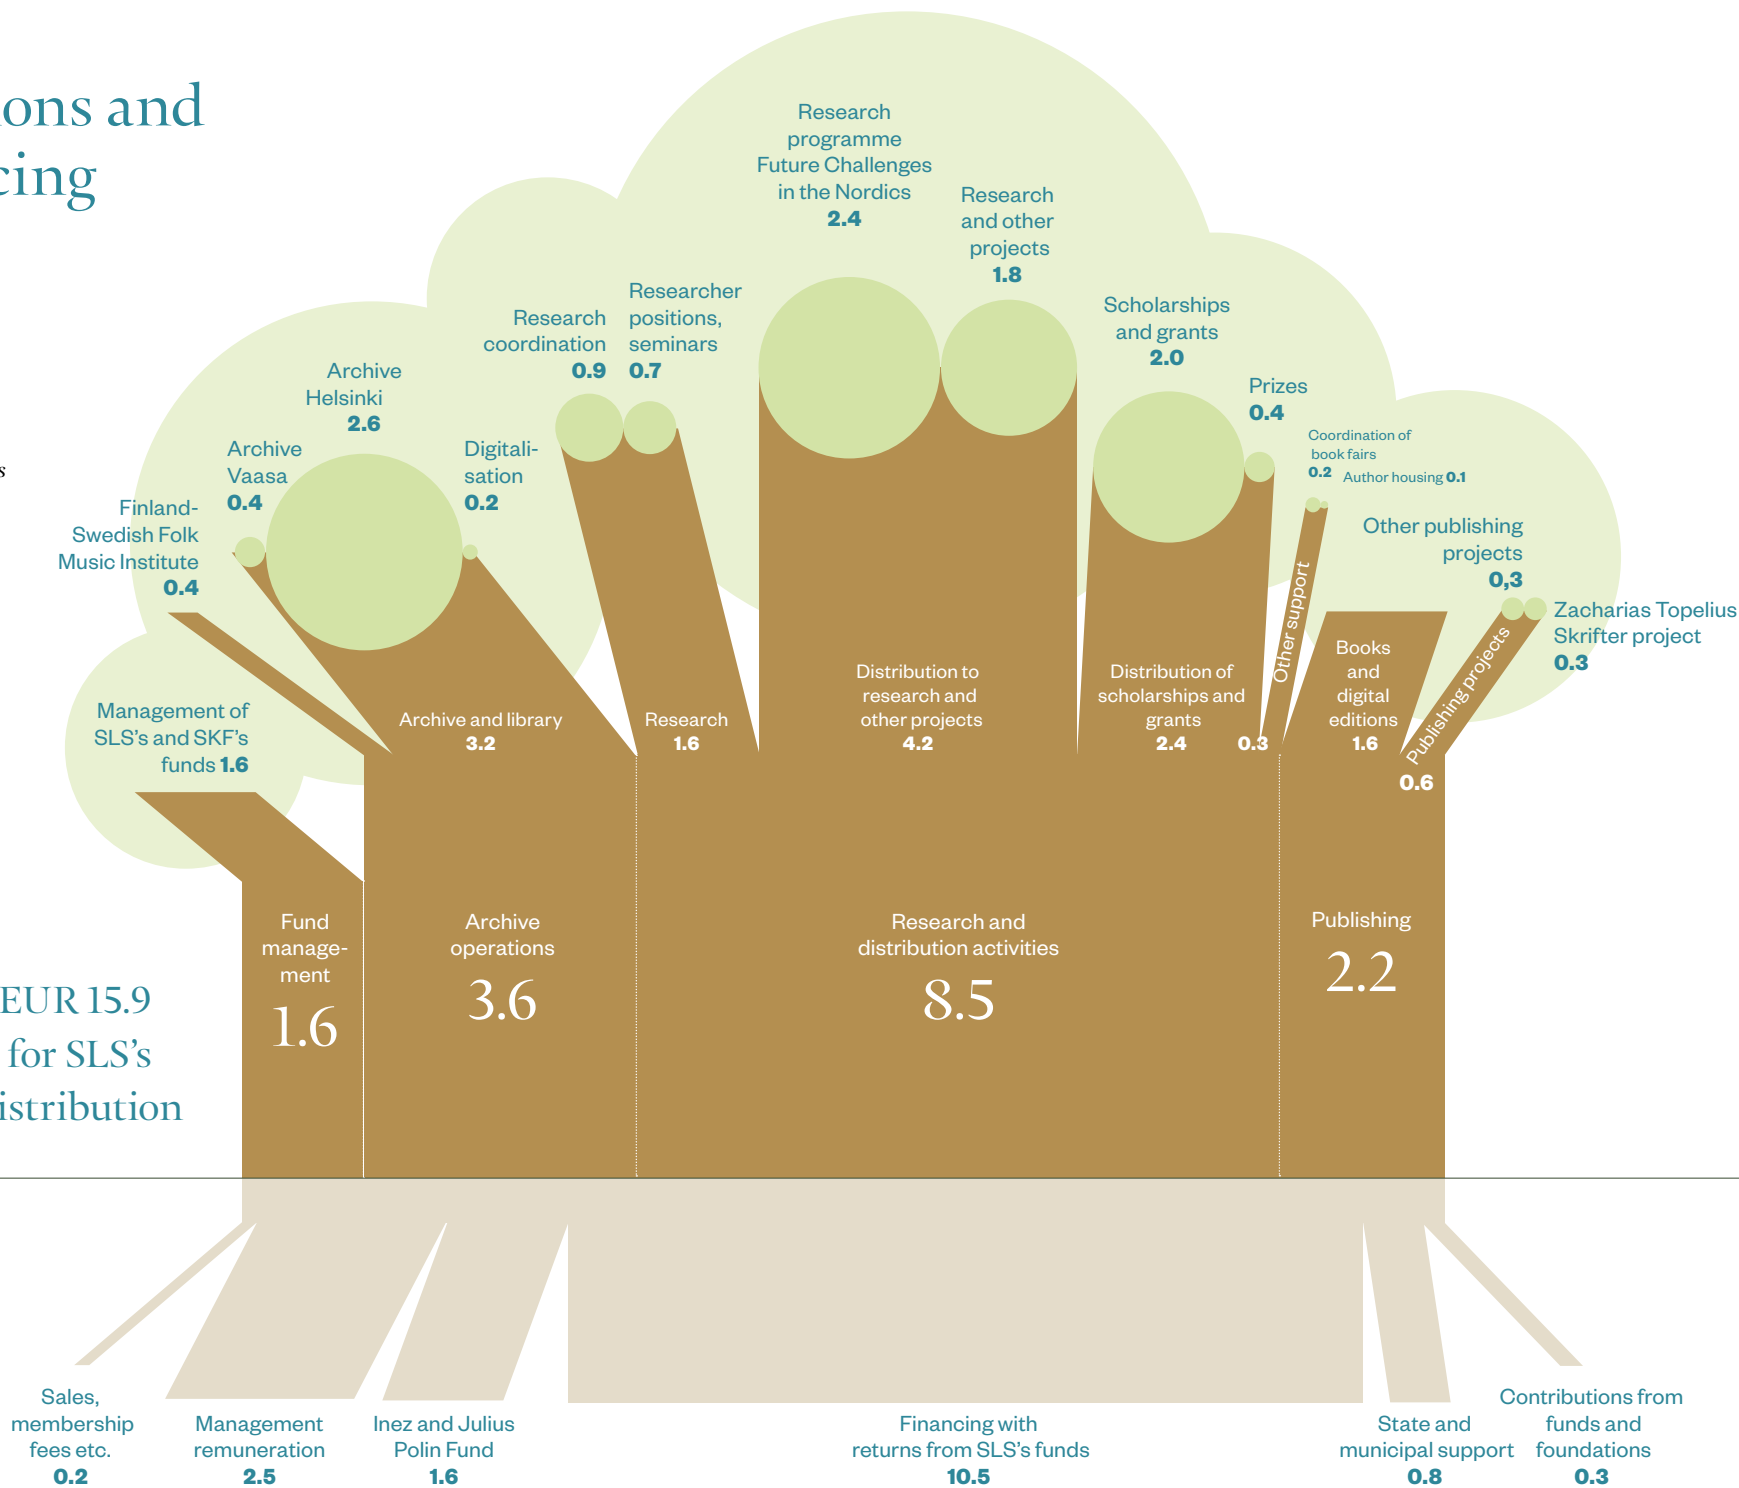 ons and
cing
s
Research
programme
Future Challenges
in the Nordics
2.4
Research
and other
projects
1.8
Researcher
positions,
seminars
0.7
Research
coordination
0.9
Scholarships
and grants
2.0
Prizes
0.4
Archive
Helsinki
2.6
Archive
Vaasa
0.4
Digitali-
sation
0.2
Coordination of
book fairs
0.2
Author housing 0.1
Finland-
Swedish Folk
Music Institute
0.4
Other publishing
projects
0,3
Zacharias Topelius
Skrifter project
0.3
Management of
SLS’s and SKF’s
funds 1.6
Archive and library
3.2
Research
1.6
Distribution to
research and
other projects
4.2
Distribution of
scholarships and
grants
2.4
Other support
0.3
Books
and
digital
editions
1.6
Publishing projects
0.6
Fund
manage-
ment
1.6
Archive
operations
3.6
Research and
distribution activities
8.5
Publishing
2.2
EUR 15.9
for SLS’s
istribution
Sales,
membership
fees etc.
0.2
Management
remuneration
2.5
Inez and Julius
Polin Fund
1.6
Financing with
returns from SLS’s funds
10.5
State and
municipal support
0.8
Contributions from
funds and
foundations
0.3